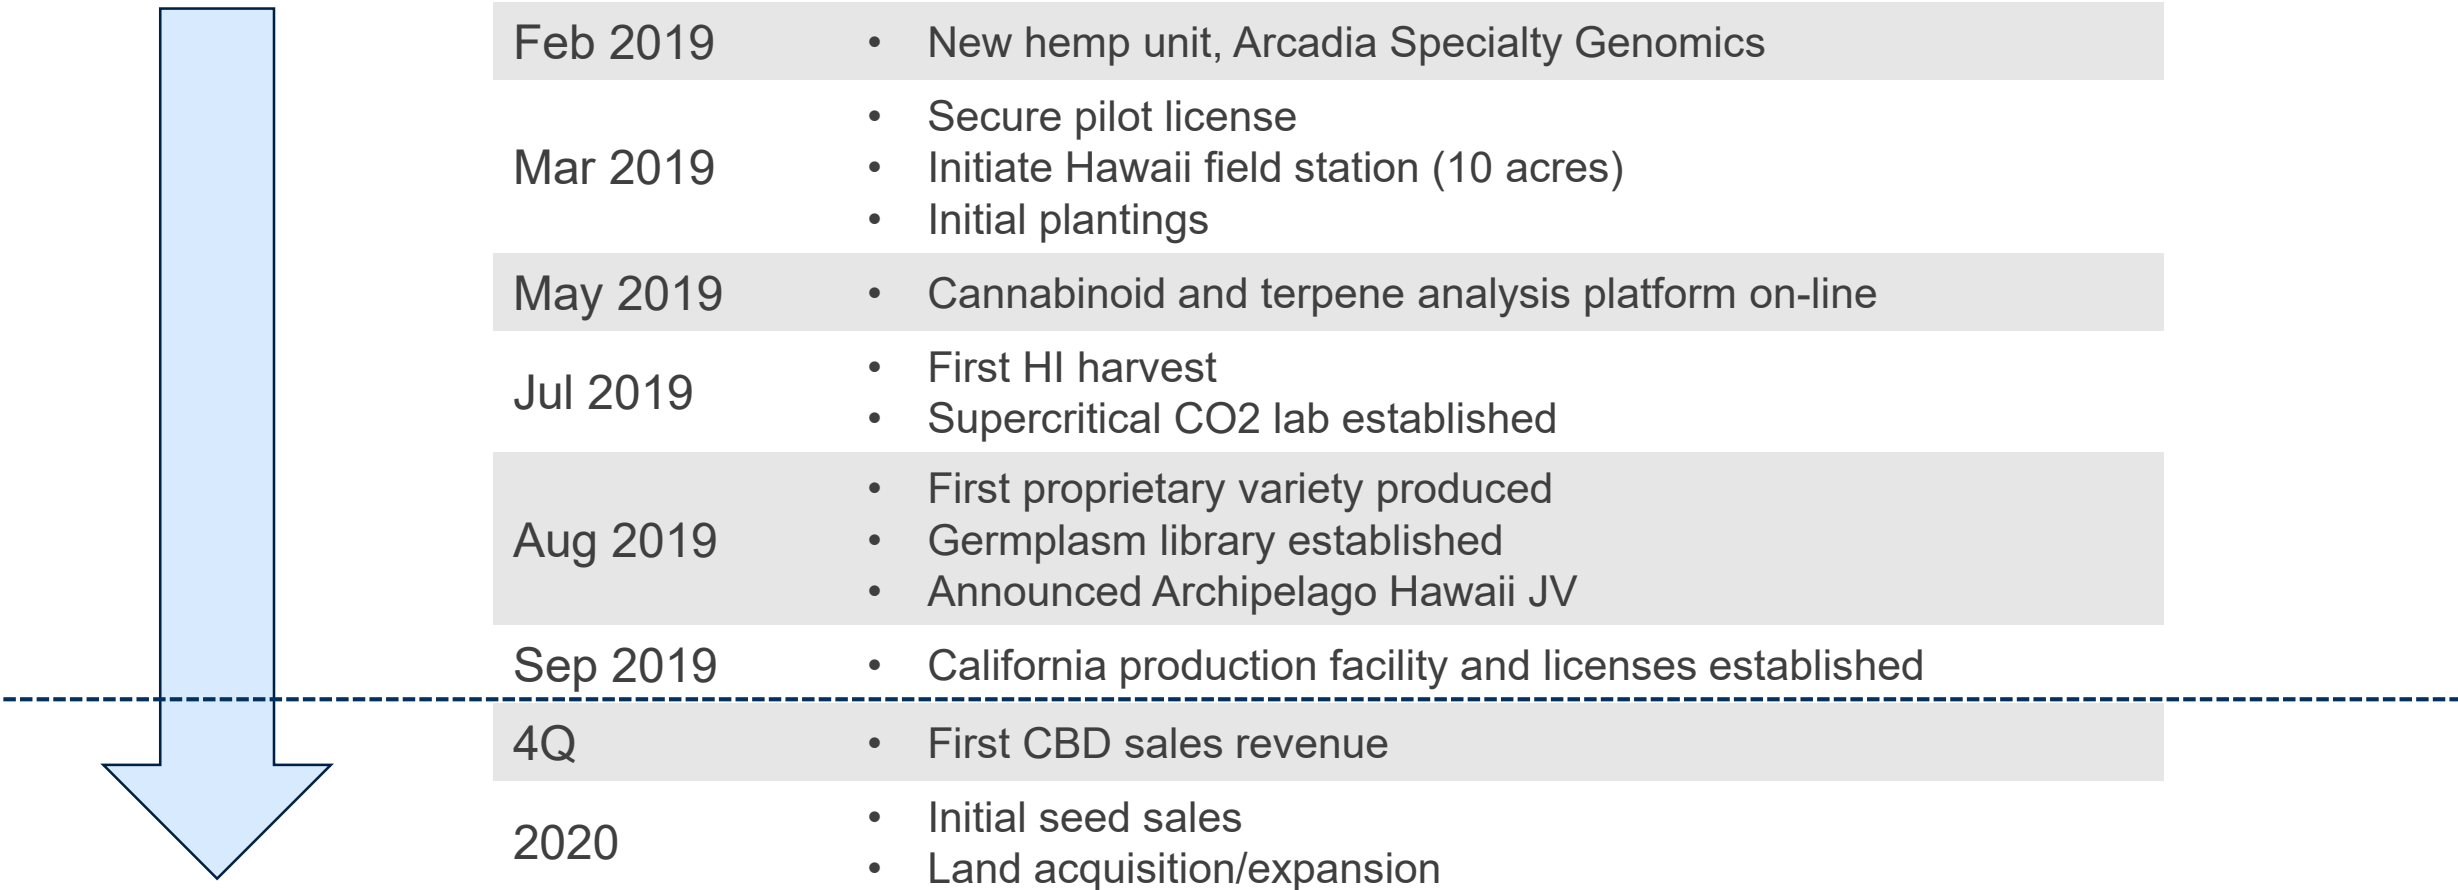 Feb 2019 • New hemp unit, Arcadia Specialty Genomics
Mar 2019
• Secure pilot license
• Initiate Hawaii field station (10 acres)
• Initial plantings
May 2019 • Cannabinoid and terpene analysis platform on-line
Jul 2019
• First HI harvest
• Supercritical CO2 lab established
Aug 2019
• First proprietary variety produced
• Germplasm library established
• Announced Archipelago Hawaii JV
Sep 2019 • California production facility and licenses established
4Q • First CBD sales revenue
2020
• Initial seed sales
• Land acquisition/expansion